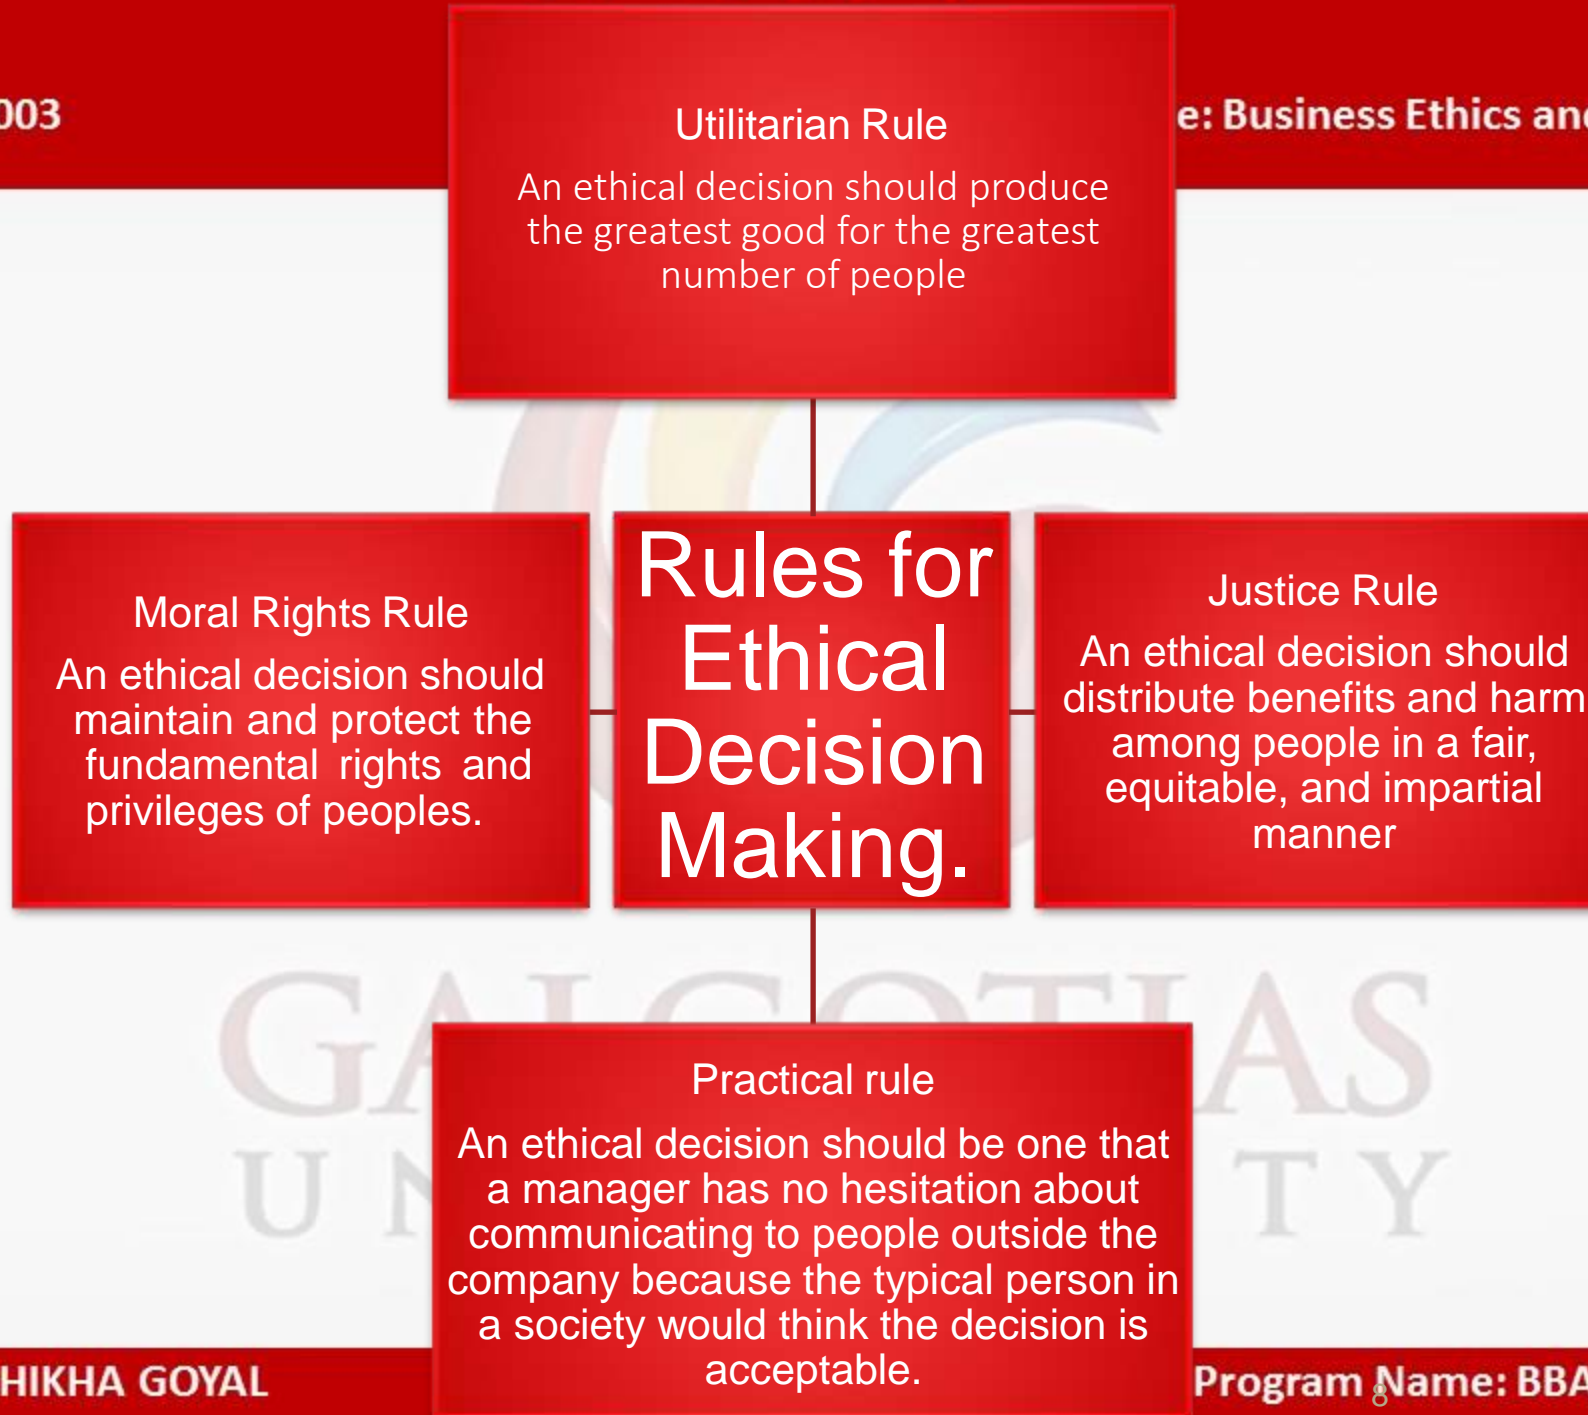 003
e: Business Ethics and
Utilitarian Rule
An ethical decision should produce
the greatest good for the greatest
number of people
Moral Rights Rule
An ethical decision should
maintain and protect the
fundamental rights and
privileges of peoples.
Rules for
Ethical
Decision
Making.
Justice Rule
An ethical decision should
distribute benefits and harm
among people in a fair,
equitable, and impartial
manner
GALGOTIAS
Practical rule
An ethical decision should be one that
a manager has no hesitation about
communicating to people outside the
company because the typical person in
a society would think the decision is
acceptable.
HIKHA GOYAL
Program Name: BBA
8